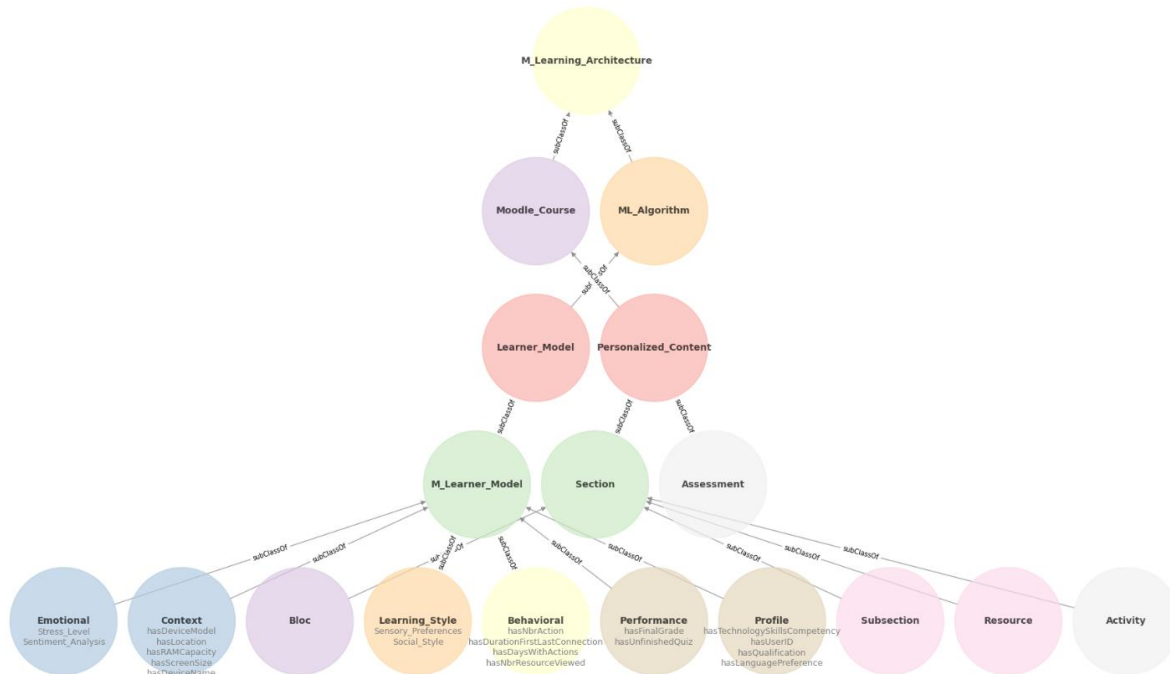 M_Learning_Architecture
subClassOf
subClassOf
Moodle_Course
ML_Algorithm
subClassOf
Learner_Model
Personalized_Content
subClassOf
subClassOf
subClassOf
M_Learner_Model
Section
Assessment
subClassOf
subClassOf
subClassOf
subClassOf
subClassOf
subClassOf
subClassOf
subClassOf
subClassOf
Emotional
Stress_Level
Sentiment_Analysis
Context
hasDeviceModel
hasLocation
hasRAMCapacity
hasScreenSize
hasDeviceName
Bloc
Learning_Style
Sensory_Preferences
Social_Style
Behavioral
hasNbrAction
hasDurationFirstLastConnection
hasDaysWithActions
hasNbrResourceViewed
Performance
hasFinalGrade
hasUnfinishedQuiz
Profile
hasTechnologySkillsCompetency
hasUserID
hasQualification
hasLanguagePreference
Subsection
Resource
Activity